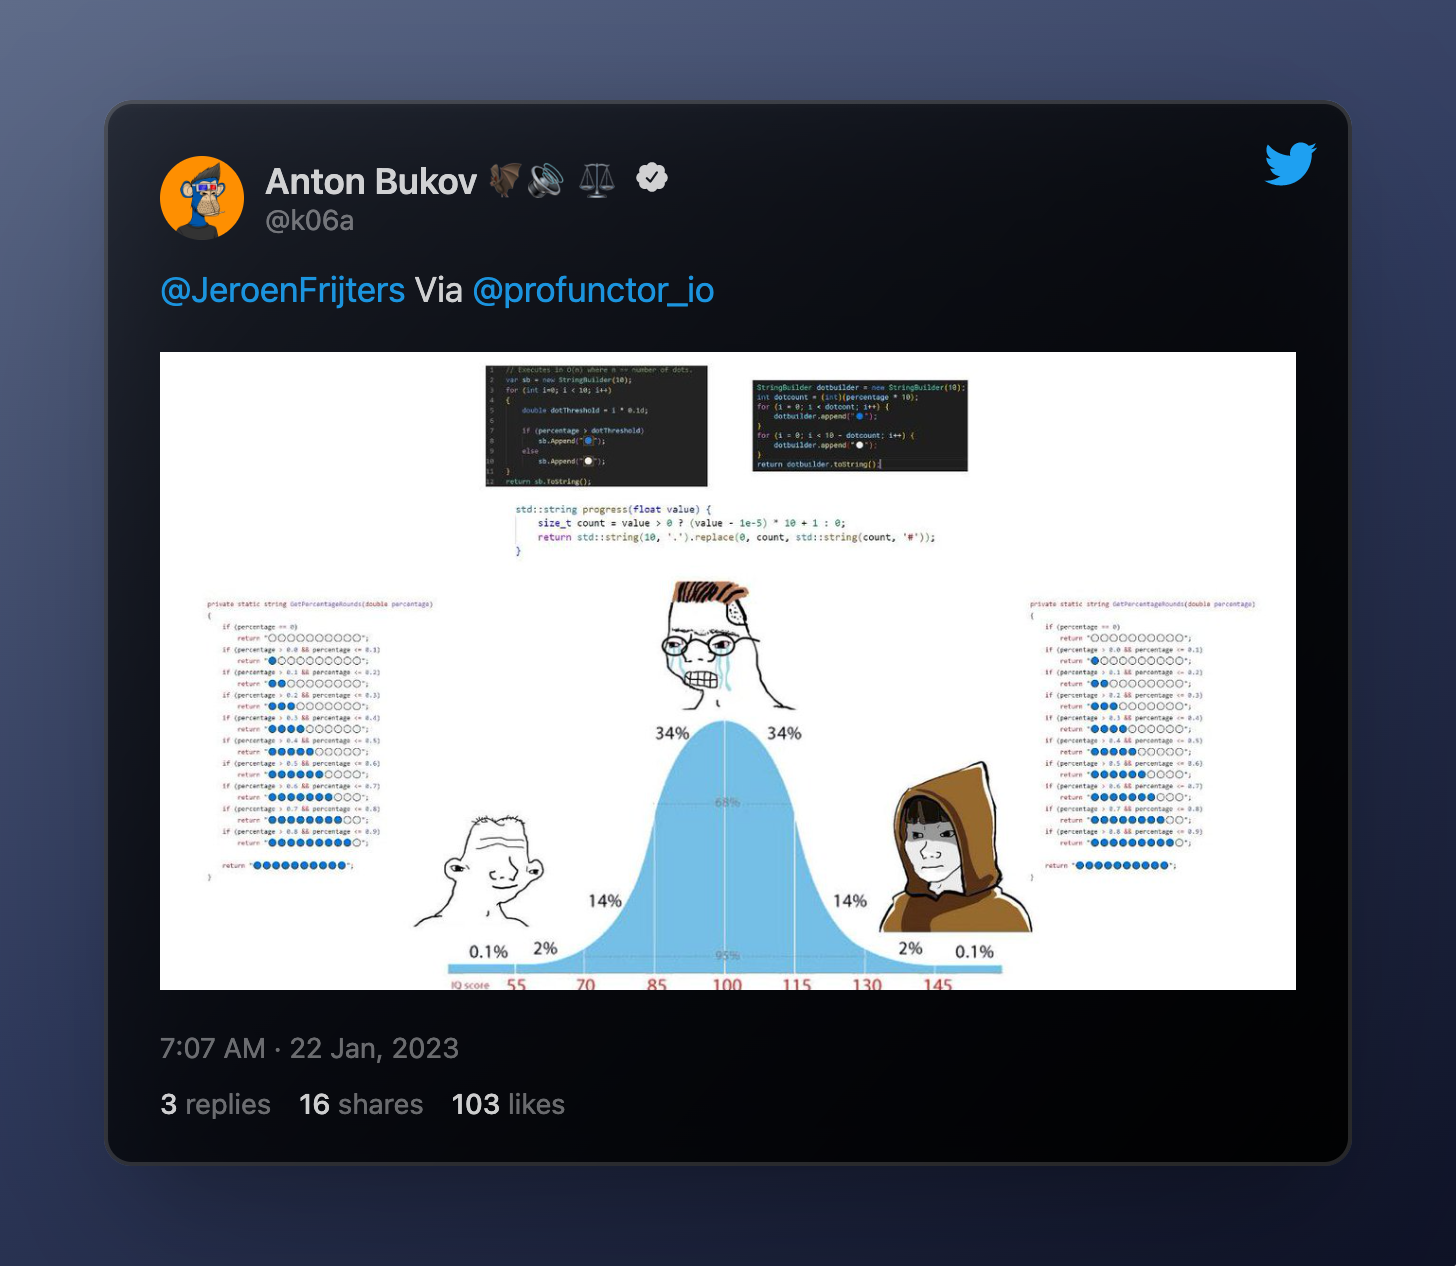 Anton Bukov
@k06a
@JeroenFrijters Via @profunctor_io
1 // Executes in O(n) where n == number of dots.
2 var sb = new StringBuilder(10);
3 for (int i=0; i < 10; i++)
4 {
5 double dotThreshold = i * 0.1d;
6
7 if (percentage > dotThreshold)
8 sb.Append("🔵");
9 else
10 sb.Append("⚪");
11 }
12 return sb.ToString();
StringBuilder dotbuilder = new StringBuilder(10);
int dotcount = (int)(percentage * 10);
for (i = 0; i < dotcont; i++) {
dotbuilder.append("🔵");
}
for (i = 0; i < 10 - dotcount; i++) {
dotbuilder.append("⚪");
}
return dotbuilder.toString();
std::string progress(float value) {
size_t count = value > 0 ? (value - 1e-5) * 10 + 1 : 0;
return std::string(10, '.').replace(0, count, std::string(count, '#'));
}
private static string GetPercentageRounds(double percentage)
{
if (percentage == 0)
return "⚪⚪⚪⚪⚪⚪⚪⚪⚪⚪";
if (percentage > 0.0 && percentage <= 0.1)
return "🔵⚪⚪⚪⚪⚪⚪⚪⚪⚪";
if (percentage > 0.1 && percentage <= 0.2)
return "🔵🔵⚪⚪⚪⚪⚪⚪⚪⚪";
if (percentage > 0.2 && percentage <= 0.3)
return "🔵🔵🔵⚪⚪⚪⚪⚪⚪⚪";
if (percentage > 0.3 && percentage <= 0.4)
return "🔵🔵🔵🔵⚪⚪⚪⚪⚪⚪";
if (percentage > 0.4 && percentage <= 0.5)
return "🔵🔵🔵🔵🔵⚪⚪⚪⚪⚪";
if (percentage > 0.5 && percentage <= 0.6)
return "🔵🔵🔵🔵🔵🔵⚪⚪⚪⚪";
if (percentage > 0.6 && percentage <= 0.7)
return "🔵🔵🔵🔵🔵🔵🔵⚪⚪⚪";
if (percentage > 0.7 && percentage <= 0.8)
return "🔵🔵🔵🔵🔵🔵🔵🔵⚪⚪";
if (percentage > 0.8 && percentage <= 0.9)
return "🔵🔵🔵🔵🔵🔵🔵🔵🔵⚪";
return "🔵🔵🔵🔵🔵🔵🔵🔵🔵🔵";
}
34% 34%
68%
14% 14%
0.1% 2% 95% 2% 0.1%
IQ score 55 70 85 100 115 130 145
private static string GetPercentageRounds(double percentage)
{
if (percentage == 0)
return "⚪⚪⚪⚪⚪⚪⚪⚪⚪⚪";
if (percentage > 0.0 && percentage <= 0.1)
return "🔵⚪⚪⚪⚪⚪⚪⚪⚪⚪";
if (percentage > 0.1 && percentage <= 0.2)
return "🔵🔵⚪⚪⚪⚪⚪⚪⚪⚪";
if (percentage > 0.2 && percentage <= 0.3)
return "🔵🔵🔵⚪⚪⚪⚪⚪⚪⚪";
if (percentage > 0.3 && percentage <= 0.4)
return "🔵🔵🔵🔵⚪⚪⚪⚪⚪⚪";
if (percentage > 0.4 && percentage <= 0.5)
return "🔵🔵🔵🔵🔵⚪⚪⚪⚪⚪";
if (percentage > 0.5 && percentage <= 0.6)
return "🔵🔵🔵🔵🔵🔵⚪⚪⚪⚪";
if (percentage > 0.6 && percentage <= 0.7)
return "🔵🔵🔵🔵🔵🔵🔵⚪⚪⚪";
if (percentage > 0.7 && percentage <= 0.8)
return "🔵🔵🔵🔵🔵🔵🔵🔵⚪⚪";
if (percentage > 0.8 && percentage <= 0.9)
return "🔵🔵🔵🔵🔵🔵🔵🔵🔵⚪";
return "🔵🔵🔵🔵🔵🔵🔵🔵🔵🔵";
}
7:07 AM · 22 Jan, 2023
3 replies 16 shares 103 likes